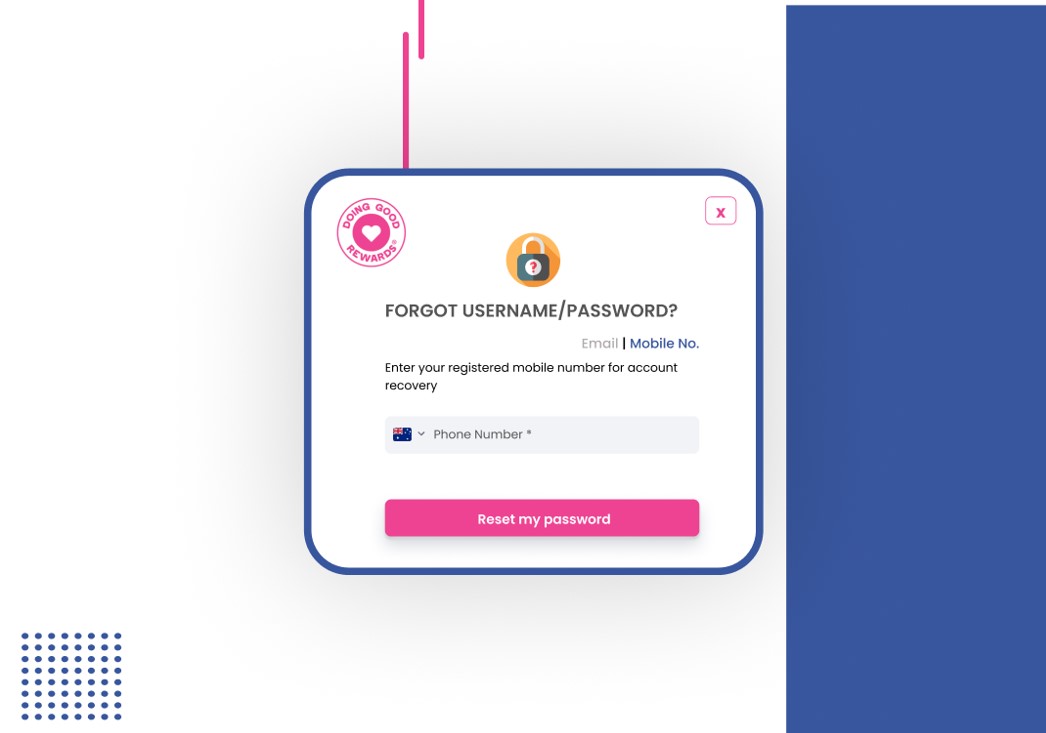 DOING GOOD
REWARDS®
x
?
FORGOT USERNAME/PASSWORD?
Email | Mobile No.
Enter your registered mobile number for account
recovery
Phone Number *
Reset my password